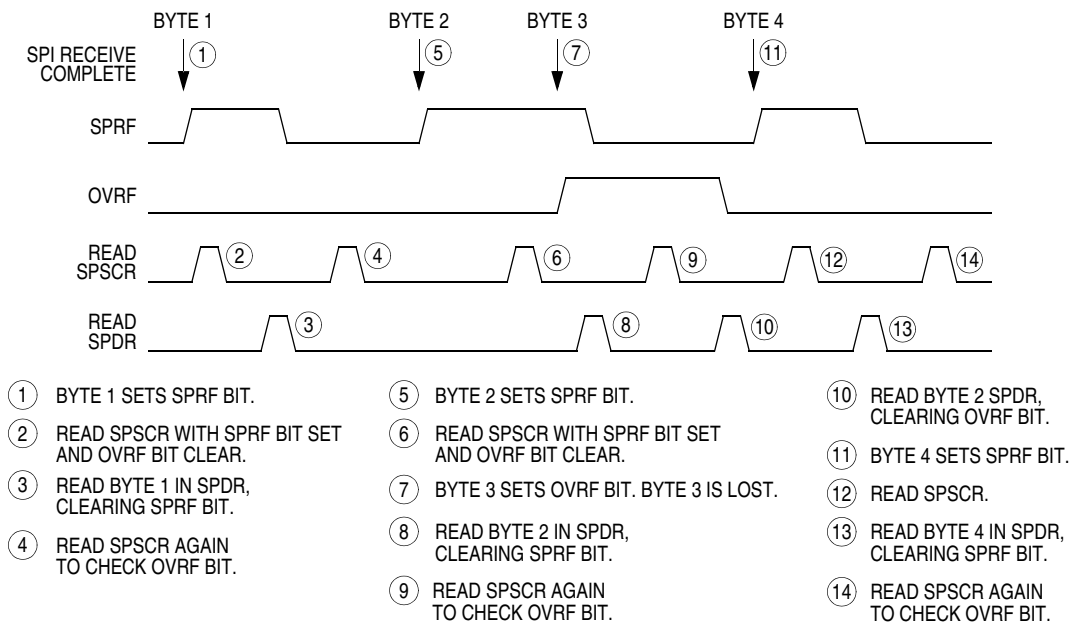 BYTE 1 BYTE 2 BYTE 3 BYTE 4
SPI RECEIVE
COMPLETE
1 5 7 11
SPRF
OVRF
READ
SPSCR
2 4 6 9 12 14
READ
SPDR
3 8 10 13
1 BYTE 1 SETS SPRF BIT.
2 READ SPSCR WITH SPRF BIT SET
AND OVRF BIT CLEAR.
3 READ BYTE 1 IN SPDR,
CLEARING SPRF BIT.
4 READ SPSCR AGAIN
TO CHECK OVRF BIT.
5 BYTE 2 SETS SPRF BIT.
6 READ SPSCR WITH SPRF BIT SET
AND OVRF BIT CLEAR.
7 BYTE 3 SETS OVRF BIT. BYTE 3 IS LOST.
8 READ BYTE 2 IN SPDR,
CLEARING SPRF BIT.
9 READ SPSCR AGAIN
TO CHECK OVRF BIT.
10 READ BYTE 2 SPDR,
CLEARING OVRF BIT.
11 BYTE 4 SETS SPRF BIT.
12 READ SPSCR.
13 READ BYTE 4 IN SPDR,
CLEARING SPRF BIT.
14 READ SPSCR AGAIN
TO CHECK OVRF BIT.